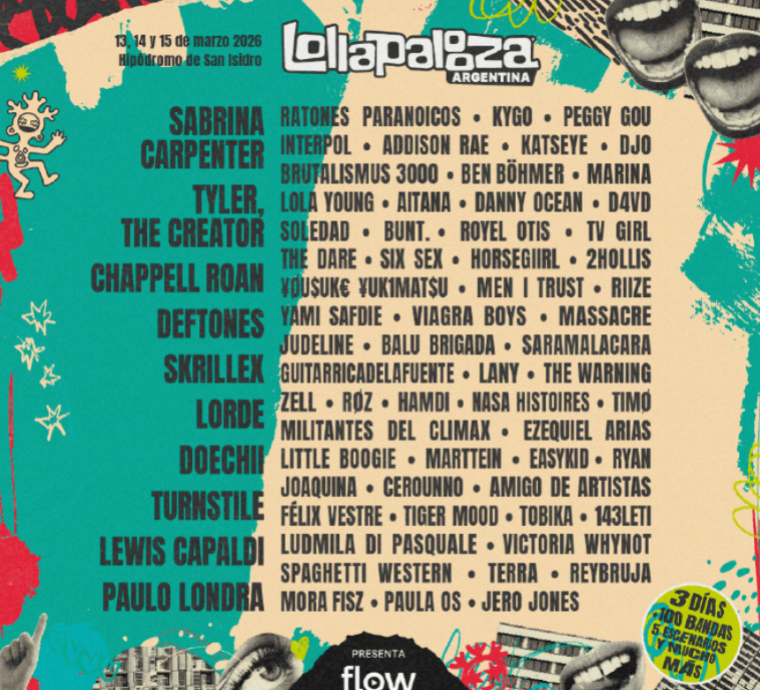 13, 14 y 15 de marzo 2026
Hipódromo de San Isidro
Lollapalooza
ARGENTINA
SABRINA
CARPENTER
TYLER,
THE CREATOR
CHAPPELL ROAN
DEFTONES
SKRILLEX
LORDE
DOECHII
TURNSTILE
LEWIS CAPALDI
PAULO LONDRA
RATONES PARANOICOS • KYGO • PEGGY GOU
INTERPOL • ADDISON RAE • KATSEYE • DJO
BRUTALISMUS 3000 • BEN BÖHMER • MARINA
LOLA YOUNG • AITANA • DANNY OCEAN • D4VD
SOLEDAD • BUNT. • ROYEL OTIS • TV GIRL
THE DARE • SIX SEX • HORSEGIIRL • 2HOLLIS
¥ØU$UK€ ¥UK1MAT$U • MEN I TRUST • RIIZE
YAMI SAFDIE • VIAGRA BOYS • MASSACRE
JUDELINE • BALU BRIGADA • SARAMALACARA
GUITARRICADELAFUENTE • LANY • THE WARNING
ZELL • RØZ • HAMDI • NASA HISTOIRES • TIMØ
MILITANTES DEL CLIMAX • EZEQUIEL ARIAS
LITTLE BOOGIE • MARTTEIN • EASYKID • RYAN
JOAQUINA • CEROUNNO • AMIGO DE ARTISTAS
FÉLIX VESTRE • TIGER MOOD • TOBIKA • 143LETI
LUDMILA DI PASQUALE • VICTORIA WHYNOT
SPAGHETTI WESTERN • TERRA • REYBRUJA
MORA FISZ • PAULA OS • JERO JONES
3 DÍAS
+100 BANDAS
5 ESCENARIOS
Y MUCHO
MÁS
PRESENTA
flow